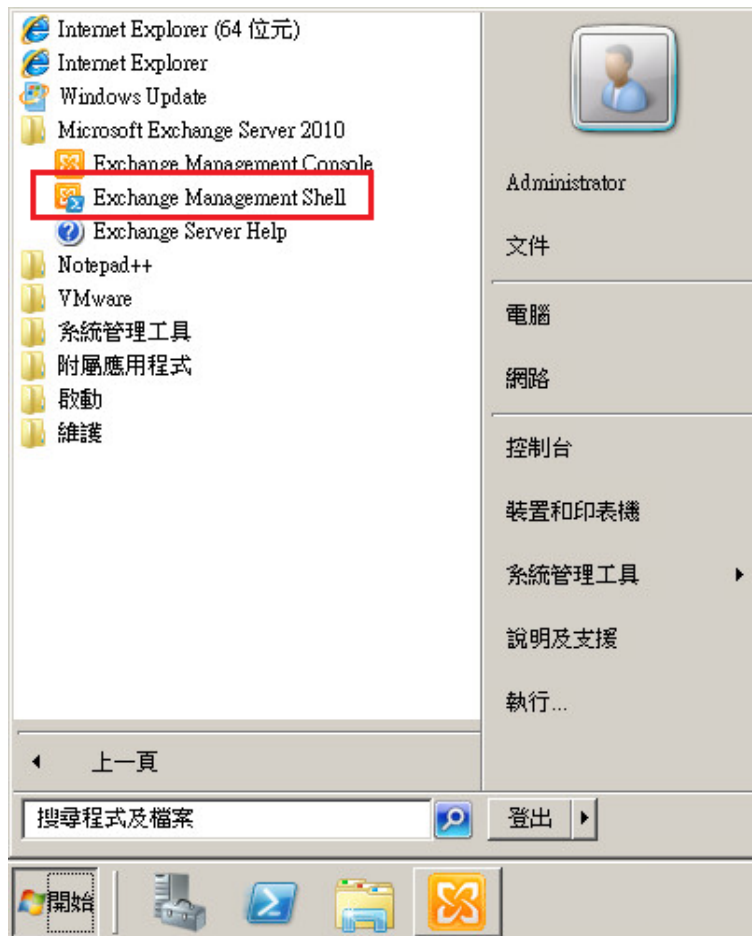 Internet Explorer (64 位元)
Internet Explorer
Windows Update
Microsoft Exchange Server 2010
Exchange Management Console
Exchange Management Shell
Exchange Server Help
Notepad++
VMware
系統管理工具
附屬應用程式
啟動
維護
上一頁
搜尋程式及檔案
Administrator
文件
電腦
網路
控制台
裝置和印表機
系統管理工具
說明及支援
執行...
登出
開始